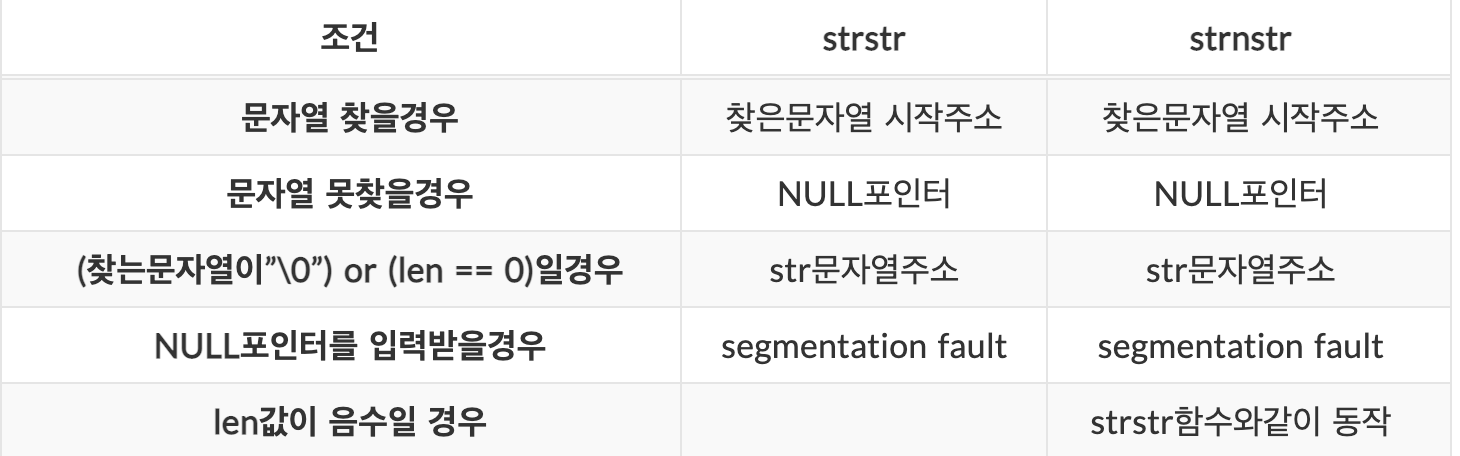 조건 strstr strnstr
문자열 찾을경우 찾은문자열 시작주소 찾은문자열 시작주소
문자열 못찾을경우 NULL포인터 NULL포인터
(찾는문자열이”\0”) or (len == 0)일경우 str문자열주소 str문자열주소
NULL포인터를 입력받을경우 segmentation fault segmentation fault
len값이 음수일 경우 strstr함수와같이 동작